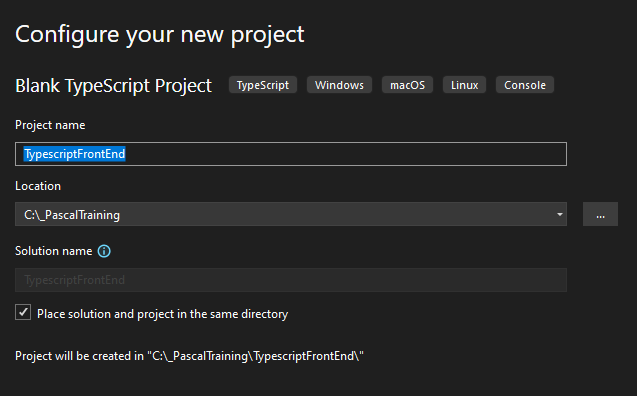 Configure your new project
Blank TypeScript Project TypeScript Windows macOS Linux Console
Project name
TypescriptFrontEnd
Location
C:\_PascalTraining
...
Solution name
TypescriptFrontEnd
Place solution and project in the same directory
Project will be created in "C:\_PascalTraining\TypescriptFrontEnd\"